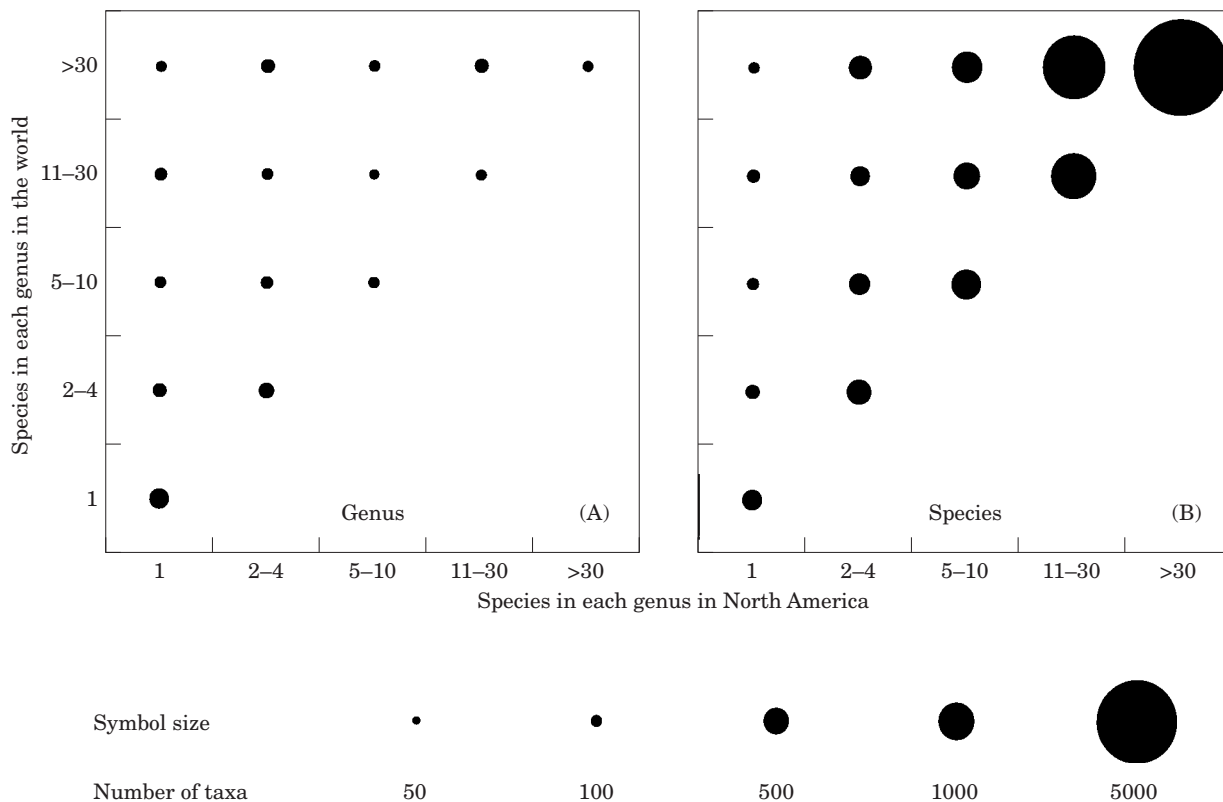 Species in each genus in the world
>30
11–30
5–10
2–4
1
Genus (A)
Species (B)
1 2–4 5–10 11–30 >30
1 2–4 5–10 11–30 >30
Species in each genus in North America
Symbol size
Number of taxa 50 100 500 1000 5000